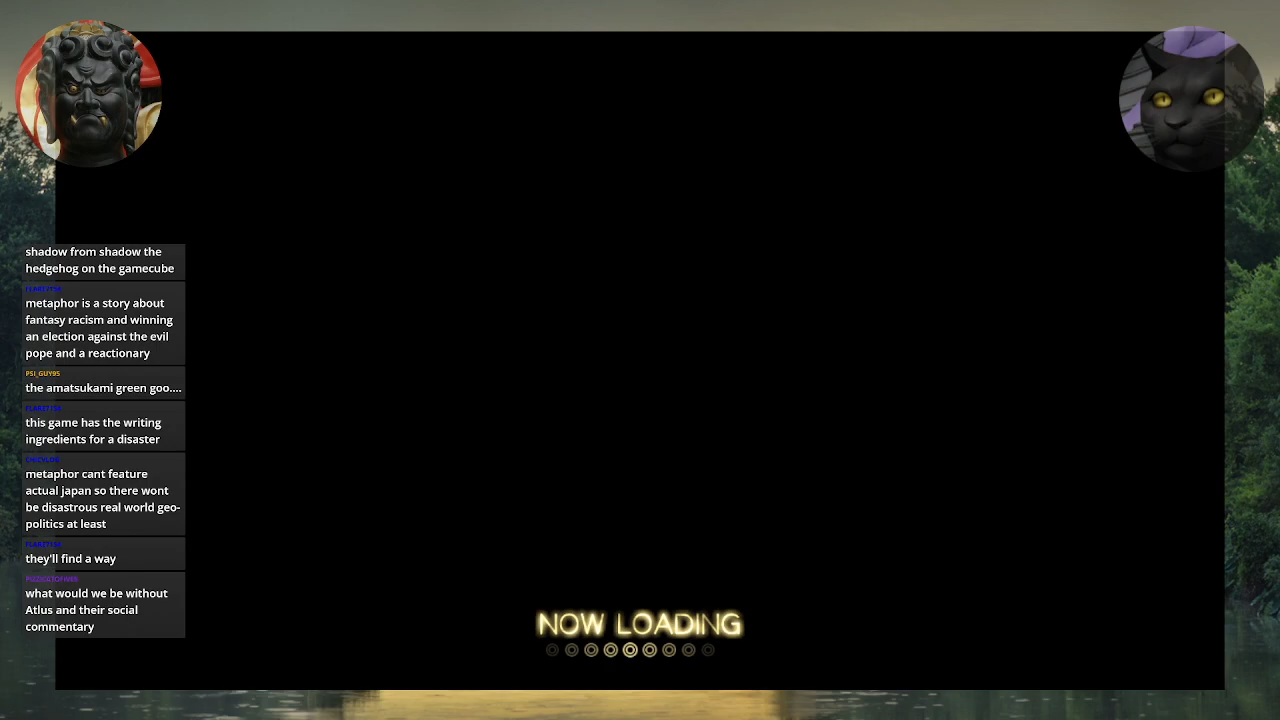 shadow from shadow the
hedgehog on the gamecube
metaphor is a story about
fantasy racism and winning
an election against the evil
pope and a reactionary
PSI_GUY95
the amatsukami green goo....
this game has the writing
ingredients for a disaster
metaphor cant feature
actual japan so there wont
be disastrous real world geo-
politics at least
they'll find a way
what would we be without
Atlus and their social
commentary
NOW LOADING